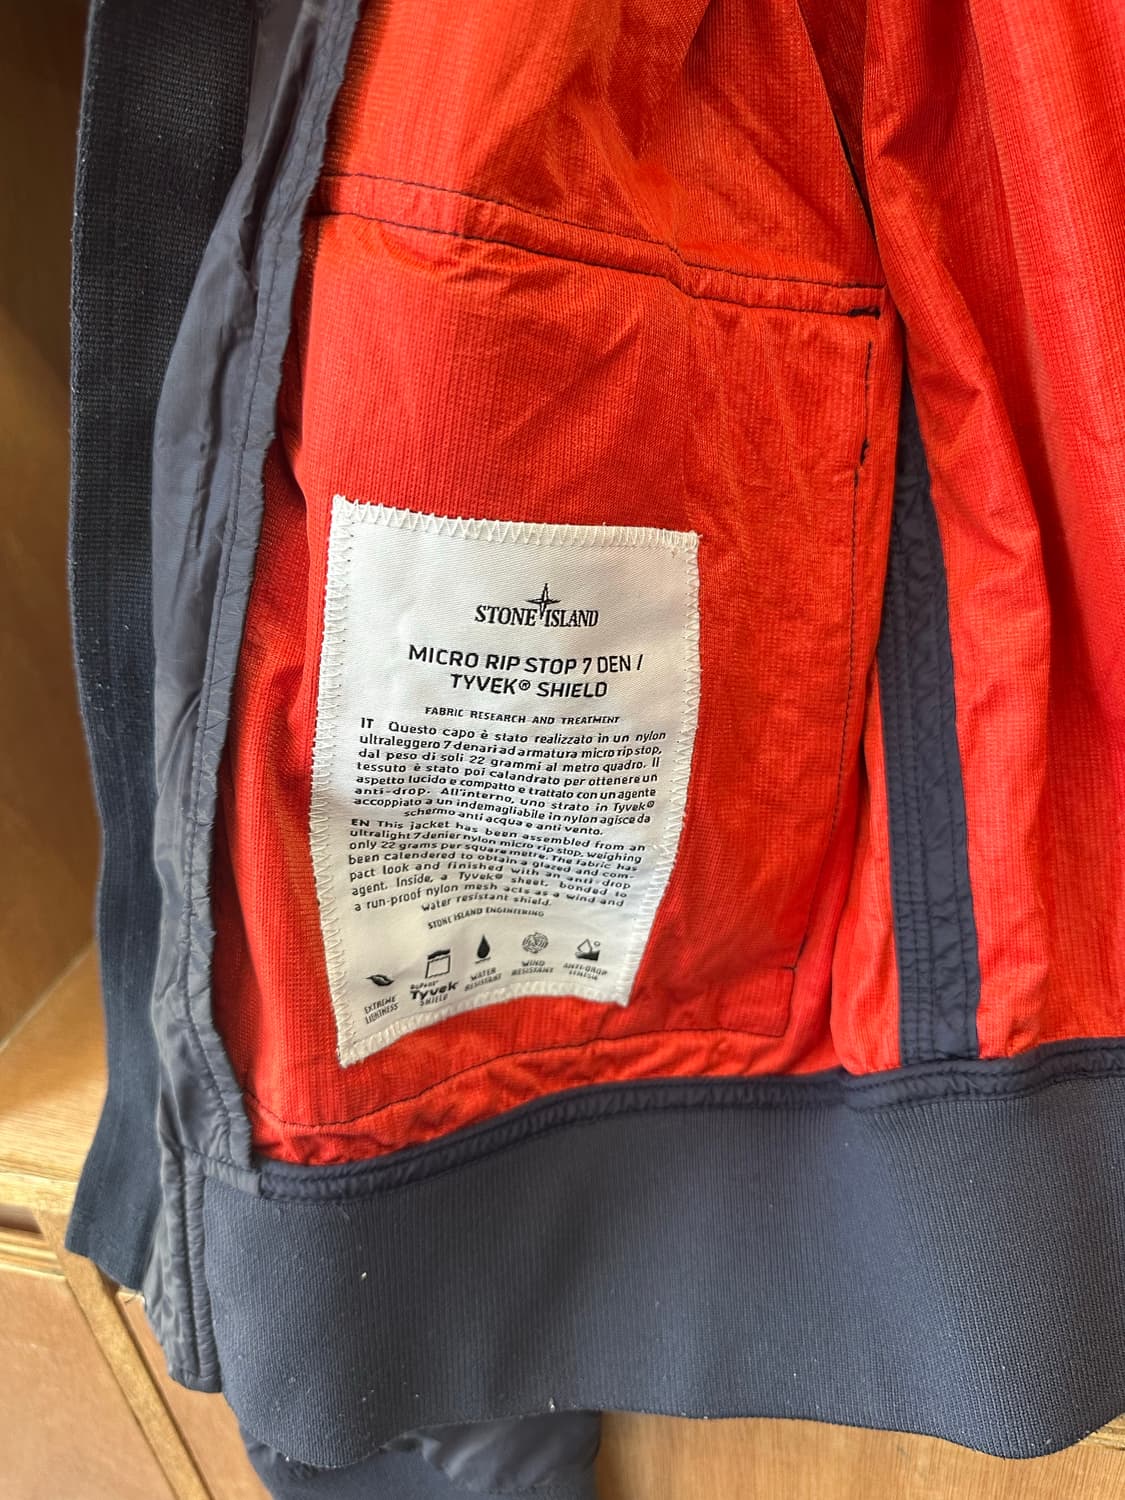 STONE ISLAND
MICRO RIP STOP 7 DEN /
TYVEK® SHIELD
FABRIC RESEARCH AND TREATMENT
IT Questo capo è stato realizzato in un nylon
ultraleggero 7 denari ad armatura micro rip stop,
dal peso di soli 22 grammi al metro quadro. Il
tessuto è stato poi calandrato per ottenere un
aspetto lucido e compatto e trattato con un agente
anti-drop. All'interno, uno strato in Tyvek®
accoppiato a un indemagliabile in nylon agisce da
schermo anti acqua e anti vento.
EN This jacket has been assembled from an
ultralight 7 denier nylon micro rip stop, weighing
only 22 grams per square metre. The fabric has
been calendered to obtain a glazed and com-
pact look and finished with an anti-drop
agent. Inside, a Tyvek® sheet, bonded to
a run-proof nylon mesh acts as a wind and
water resistant shield.
STONE ISLAND ENGINEERING
EXTREME
LIGHTNESS
DuPont™
Tyvek
SHIELD
WATER
RESISTANT
WIND
RESISTANT
ANTI-DROP
FINISH